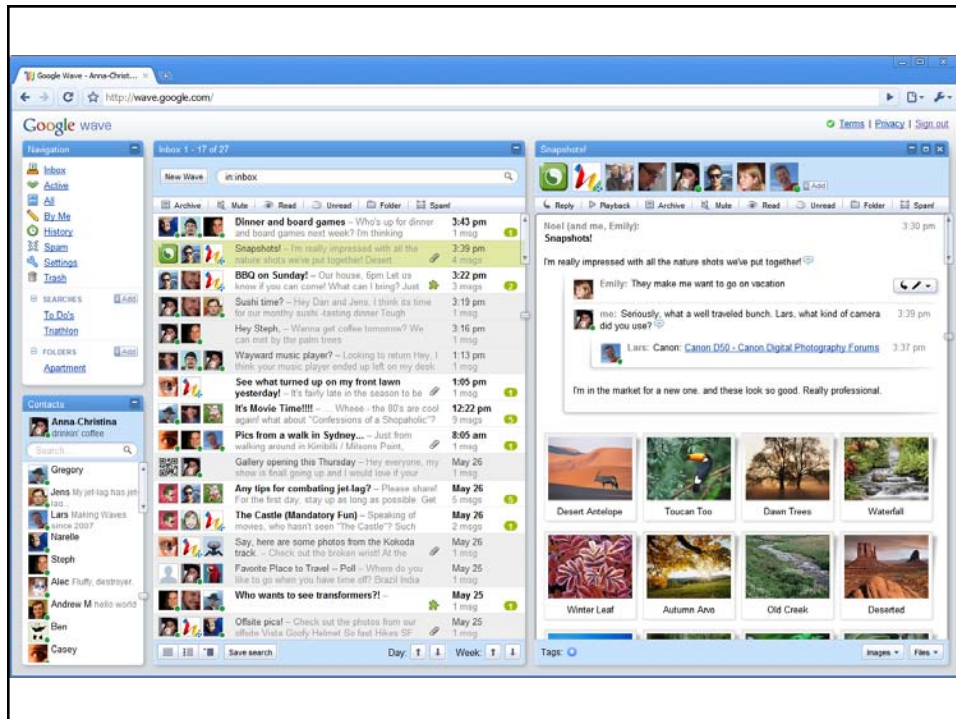 Google Wave - Anna-Christ...
http://wave.google.com/
Google wave
Terms | Privacy | Sign out
Navigation
Inbox
Active
All
By Me
History
Spam
Settings
Trash
SEARCHES
Add
To Do's
Triathlon
FOLDERS
Add
Apartment
Contacts
Anna-Christina
drinkin' coffee
Search...
Gregory
Jens My jet-lag has jet-
lag...
Lars Making Waves
since 2007
Narelle
Steph
Alec Fluffy, destroyer.
Andrew M hello world
Ben
Casey
Inbox 1 - 17 of 27
New Wave
in:inbox
Archive
Mute
Read
Unread
Folder
Spam!
Dinner and board games – Who's up for dinner 3:43 pm
and board games next week? I'm thinking 1 msg 1
Snapshots! – I'm really impressed with all the 3:39 pm
nature shots we've put together! Desert 4 msgs
BBQ on Sunday! – Our house, 6pm Let us 3:22 pm
know if you can come! What can I bring? Just 3 msgs 2
Sushi time? – Hey Dan and Jens, I think its time 3:19 pm
for our monthy sushi -tasting dinner Tough 1 msg
Hey Steph, – Wanna get coffee tomorrow? We 3:16 pm
can met by the palm trees 1 msg
Wayward music player? – Looking to return Hey, I 1:13 pm
think your music player ended up left on my desk 1 msg
See what turned up on my front lawn 1:05 pm
yesterday! – It's fairly late in the season to be 1 msg 1
It's Movie Time!!!! – ... Wheee - the 80's are cool 12:22 pm
again! what about "Confessions of a Shopaholic"? 9 msgs 5
Pics from a walk in Sydney... – Just from 8:05 am
walking around in Kimbilli / Milsons Point, 1 msg 1
Gallery opening this Thursday – Hey everyone, my May 26
show is finall going up and I would love if your 1 msg
Any tips for combating jet-lag? – Please share! May 26
For the first day, stay up as long as possible. Get 5 msgs 5
The Castle (Mandatory Fun) – Speaking of May 26
movies, who hasn't seen "The Castle"? Such 2 msgs 1
Say, here are some photos from the Kokoda May 26
track. – Check out the broken wrist! At the 1 msg
Favorite Place to Travel – Poll – Where do you May 26
like to go when you have time off? Brazil India 1 msg
Who wants to see transformers?! – May 25
1 msg 1
Offsite pics! – Check out the photos from our May 25
offsite Vista Goofy Helmet So fast Hikes SF 1 msg
Save search
Day:
Week:
Snapshots!
Add
Reply
Playback
Archive
Mute
Read
Unread
Folder
Spam!
Noel (and me, Emily): 3:30 pm
Snapshots!
I'm really impressed with all the nature shots we've put together!
Emily: They make me want to go on vacation
me: Seriously, what a well traveled bunch. Lars, what kind of camera 3:39 pm
did you use?
Lars: Canon: Canon D50 - Canon Digital Photography Forums 3:37 pm
I'm in the market for a new one. and these look so good. Really professional.
Desert Antelope
Toucan Too
Dawn Trees
Waterfall
Winter Leaf
Autumn Arvo
Old Creek
Deserted
Tags:
Images
Files